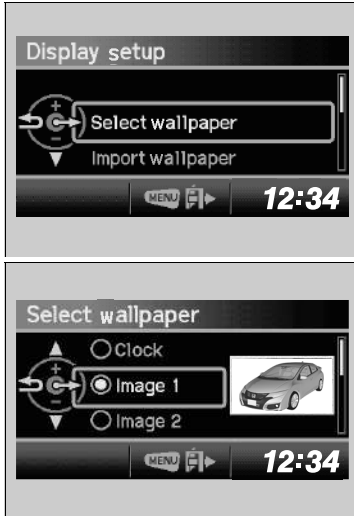 Display setup
+
Select wallpaper
−
Import wallpaper
MENU
12:34
Select wallpaper
Clock
+
Image 1
−
Image 2
MENU
12:34